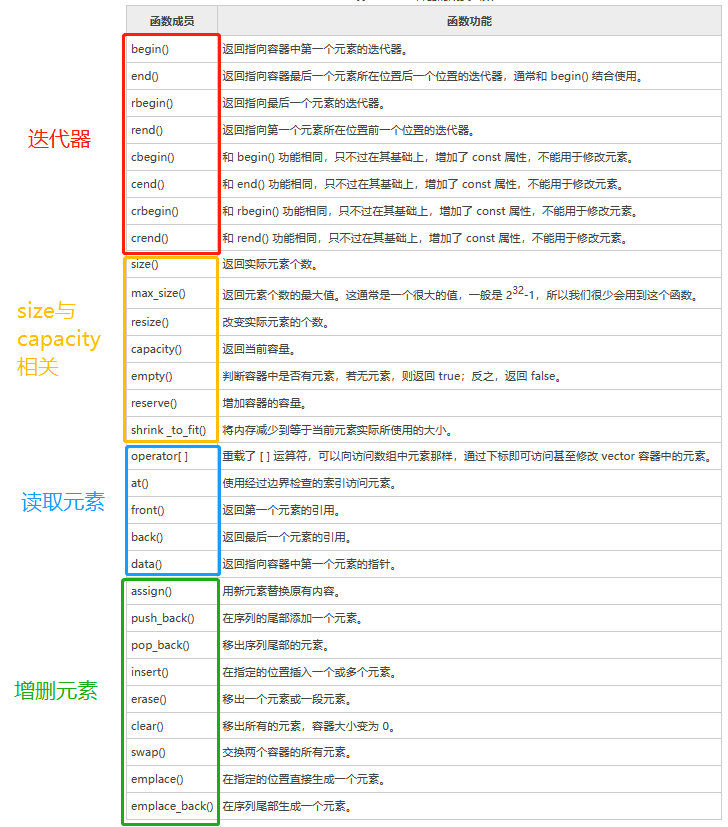 函数成员 函数功能
begin() 返回指向容器中第一个元素的迭代器。
end() 返回指向容器最后一个元素所在位置后一个位置的迭代器，通常和 begin() 结合使用。
rbegin() 返回指向最后一个元素的迭代器。
rend() 返回指向第一个元素所在位置前一个位置的迭代器。
迭代器
cbegin() 和 begin() 功能相同，只不过在其基础上，增加了 const 属性，不能用于修改元素。
cend() 和 end() 功能相同，只不过在其基础上，增加了 const 属性，不能用于修改元素。
crbegin() 和 rbegin() 功能相同，只不过在其基础上，增加了 const 属性，不能用于修改元素。
crend() 和 rend() 功能相同，只不过在其基础上，增加了 const 属性，不能用于修改元素。
size() 返回实际元素个数。
max_size() 返回元素个数的最大值。这通常是一个很大的值，一般是 2^32-1，所以我们很少会用到这个函数。
size与
capacity
相关
resize() 改变实际元素的个数。
capacity() 返回当前容量。
empty() 判断容器中是否有元素，若无元素，则返回 true；反之，返回 false。
reserve() 增加容器的容量。
shrink _to_fit() 将内存减少到等于当前元素实际所使用的大小。
operator[ ] 重载了 [ ] 运算符，可以向访问数组中元素那样，通过下标即可访问甚至修改 vector 容器中的元素。
at() 使用经过边界检查的索引访问元素。
读取元素
front() 返回第一个元素的引用。
back() 返回最后一个元素的引用。
data() 返回指向容器中第一个元素的指针。
assign() 用新元素替换原有内容。
push_back() 在序列的尾部添加一个元素。
pop_back() 移出序列尾部的元素。
insert() 在指定的位置插入一个或多个元素。
增删元素
erase() 移出一个元素或一段元素。
clear() 移出所有的元素，容器大小变为 0。
swap() 交换两个容器的所有元素。
emplace() 在指定的位置直接生成一个元素。
emplace_back() 在序列尾部生成一个元素。